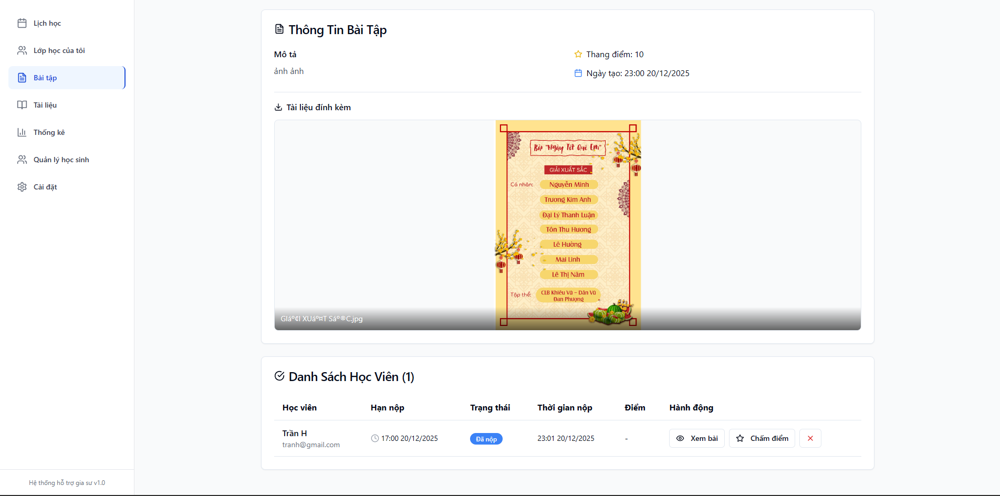 Lịch học
Lớp học của tôi
Bài tập
Tài liệu
Thống kê
Quản lý học sinh
Cài đặt
Hệ thống hỗ trợ gia sư v1.0
Thông Tin Bài Tập
Mô tả
ảnh ảnh
Thang điểm: 10
Ngày tạo: 23:00 20/12/2025
Tài liệu đính kèm
Bài "Ngày Tết Quê Em"
GIẢI XUẤT SẮC
Cá nhân:
Nguyễn Minh
Trương Kim Anh
Đại Lý Thanh Luận
Tôn Thu Hương
Lê Hường
Mai Linh
Lê Thị Năm
Tập thể:
CLB Khiêu Vũ – Dân Vũ
Đan Phượng
GIáº¢I XUáº¤T Sáº®C.jpg
Danh Sách Học Viên (1)
Học viên Hạn nộp Trạng thái Thời gian nộp Điểm Hành động
Trần H
tranh@gmail.com
17:00 20/12/2025 Đã nộp 23:01 20/12/2025 - Xem bài Chấm điểm